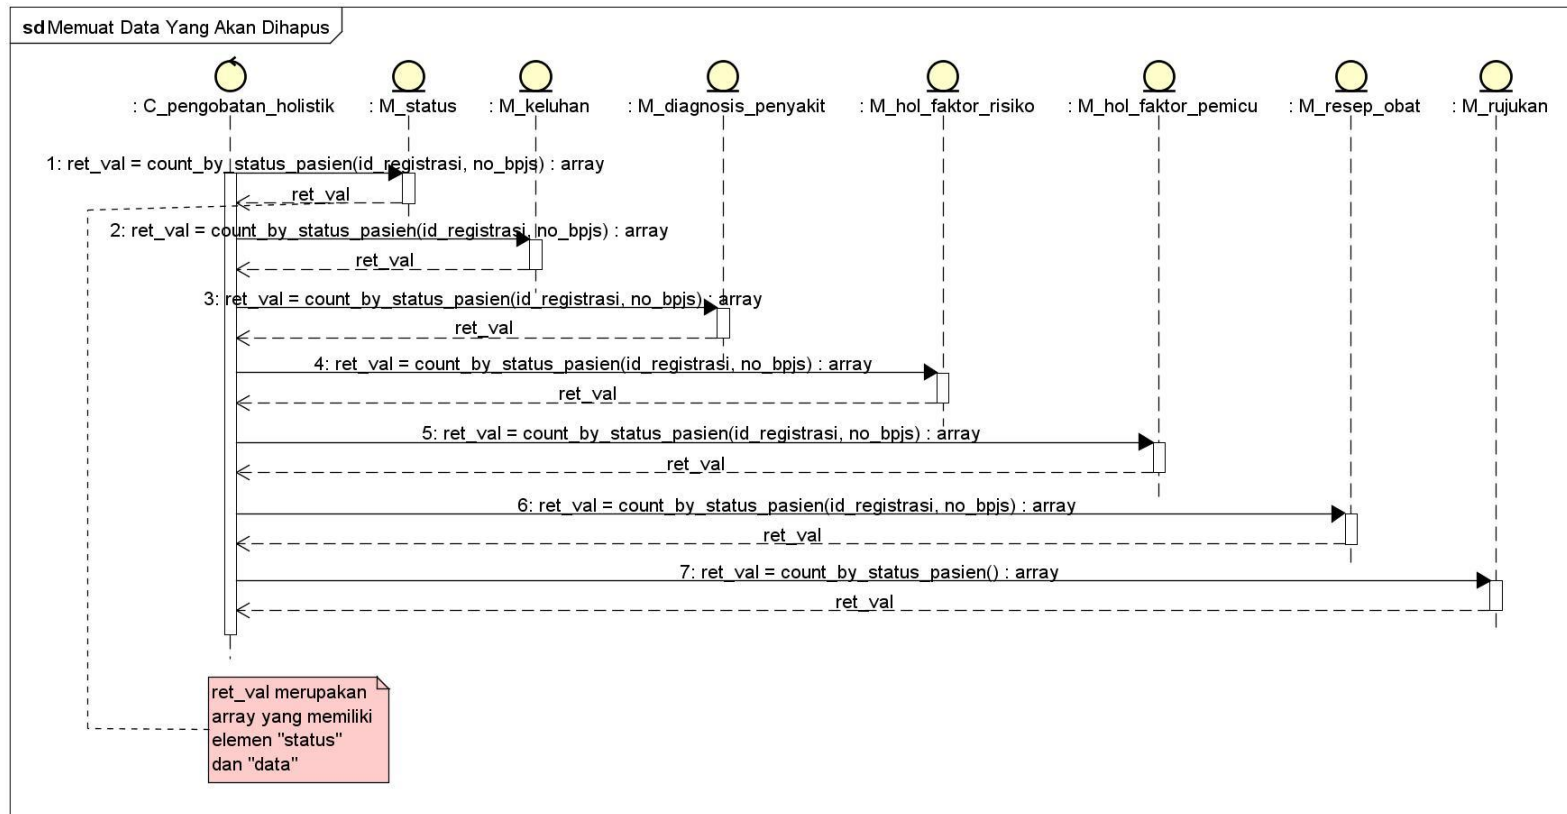 sd Memuat Data Yang Akan Dihapus
: C_pengobatan_holistik
: M_status
: M_keluhan
: M_diagnosis_penyakit
: M_hol_faktor_risiko
: M_hol_faktor_pemicu
: M_resep_obat
: M_rujukan
1: ret_val = count_by_status_pasien(id_registrasi, no_bpjs) : array
ret_val
2: ret_val = count_by_status_pasien(id_registrasi, no_bpjs) : array
ret_val
3: ret_val = count_by_status_pasien(id_registrasi, no_bpjs) : array
ret_val
4: ret_val = count_by_status_pasien(id_registrasi, no_bpjs) : array
ret_val
5: ret_val = count_by_status_pasien(id_registrasi, no_bpjs) : array
ret_val
6: ret_val = count_by_status_pasien(id_registrasi, no_bpjs) : array
ret_val
7: ret_val = count_by_status_pasien() : array
ret_val
ret_val merupakan
array yang memiliki
elemen "status"
dan "data"